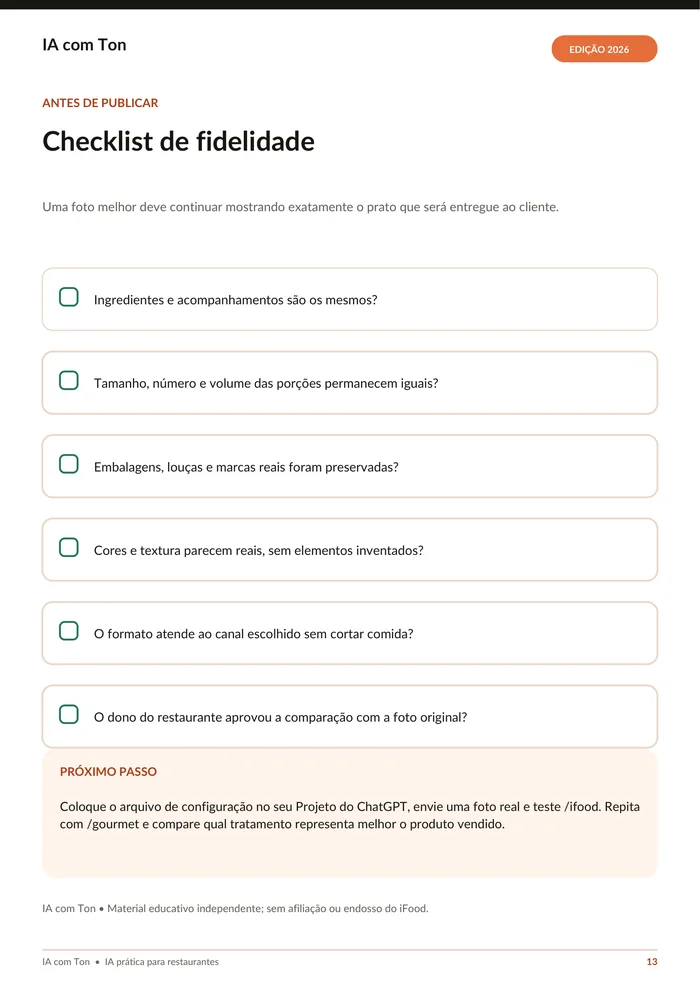 IA com Ton
EDIÇÃO 2026
ANTES DE PUBLICAR
Checklist de fidelidade
Uma foto melhor deve continuar mostrando exatamente o prato que será entregue ao cliente.
Ingredientes e acompanhamentos são os mesmos?
Tamanho, número e volume das porções permanecem iguais?
Embalagens, louças e marcas reais foram preservadas?
Cores e textura parecem reais, sem elementos inventados?
O formato atende ao canal escolhido sem cortar comida?
O dono do restaurante aprovou a comparação com a foto original?
PRÓXIMO PASSO
Coloque o arquivo de configuração no seu Projeto do ChatGPT, envie uma foto real e teste /ifood. Repita
com /gourmet e compare qual tratamento representa melhor o produto vendido.
IA com Ton • Material educativo independente; sem afiliação ou endosso do iFood.
IA com Ton • IA prática para restaurantes
13